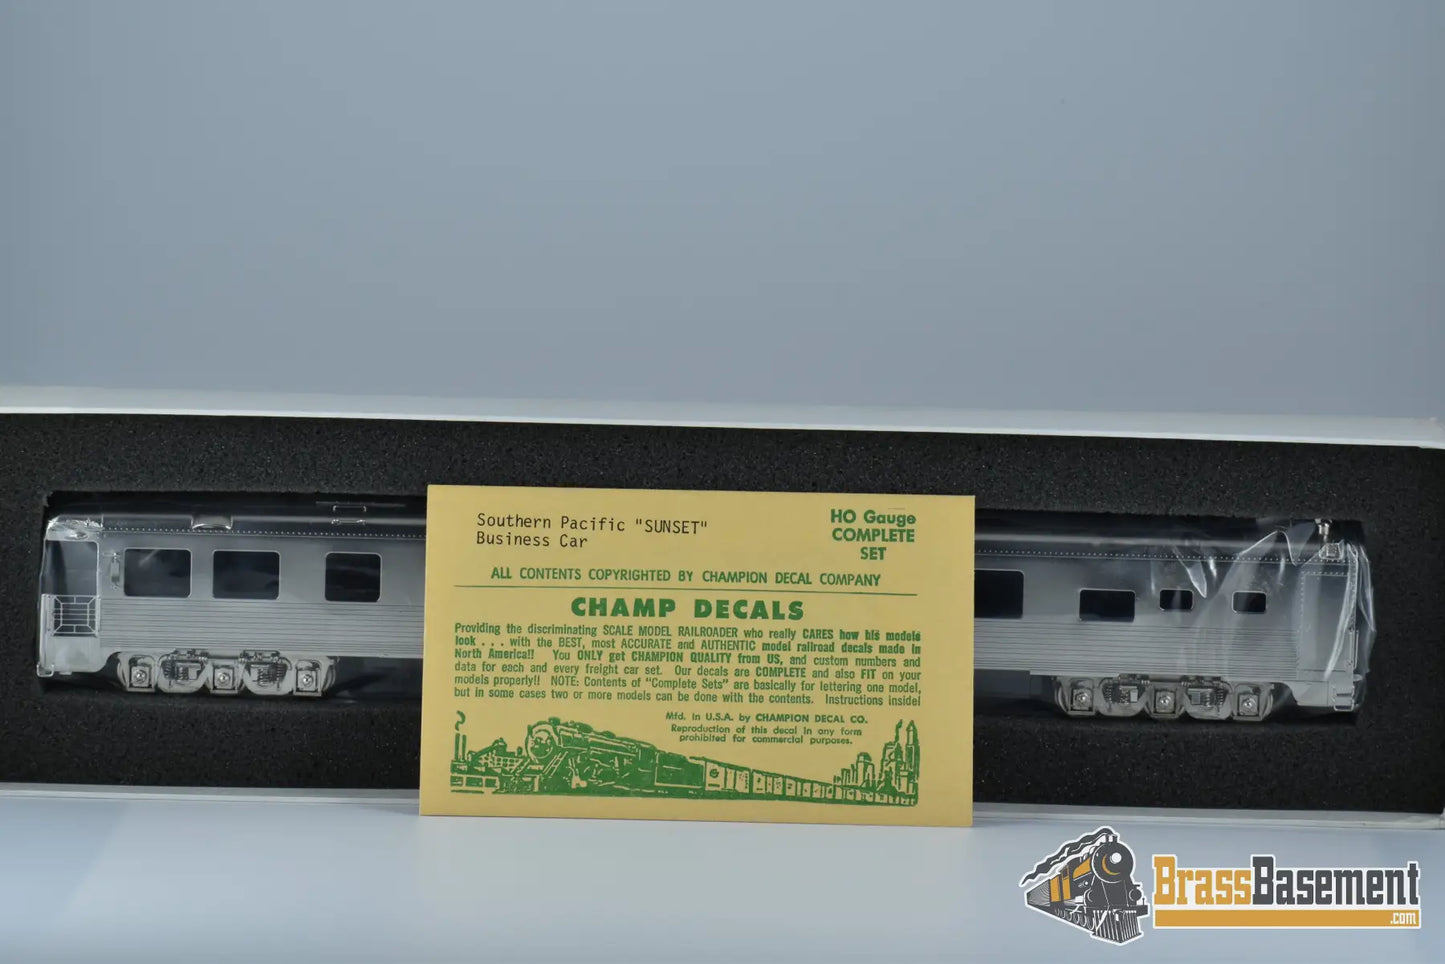 Southern Pacific "SUNSET"
Business Car
HO Gauge
COMPLETE
SET
ALL CONTENTS COPYRIGHTED BY CHAMPION DECAL COMPANY
CHAMP DECALS
Providing the discriminating SCALE MODEL RAILROADER who really CARES how his models
look . . . with the BEST, most ACCURATE and AUTHENTIC model railroad decals made in
North America!! You ONLY get CHAMPION QUALITY from US, and custom numbers and
data for each and every freight car set. Our decals are COMPLETE and also FIT on your
models properly!! NOTE: Contents of "Complete Sets" are basically for lettering one model,
but in some cases two or more models can be done with the contents. Instructions inside!
Mfd. in U.S.A. by CHAMPION DECAL CO.
Reproduction of this decal in any form
prohibited for commercial purposes.
BrassBasement
.com